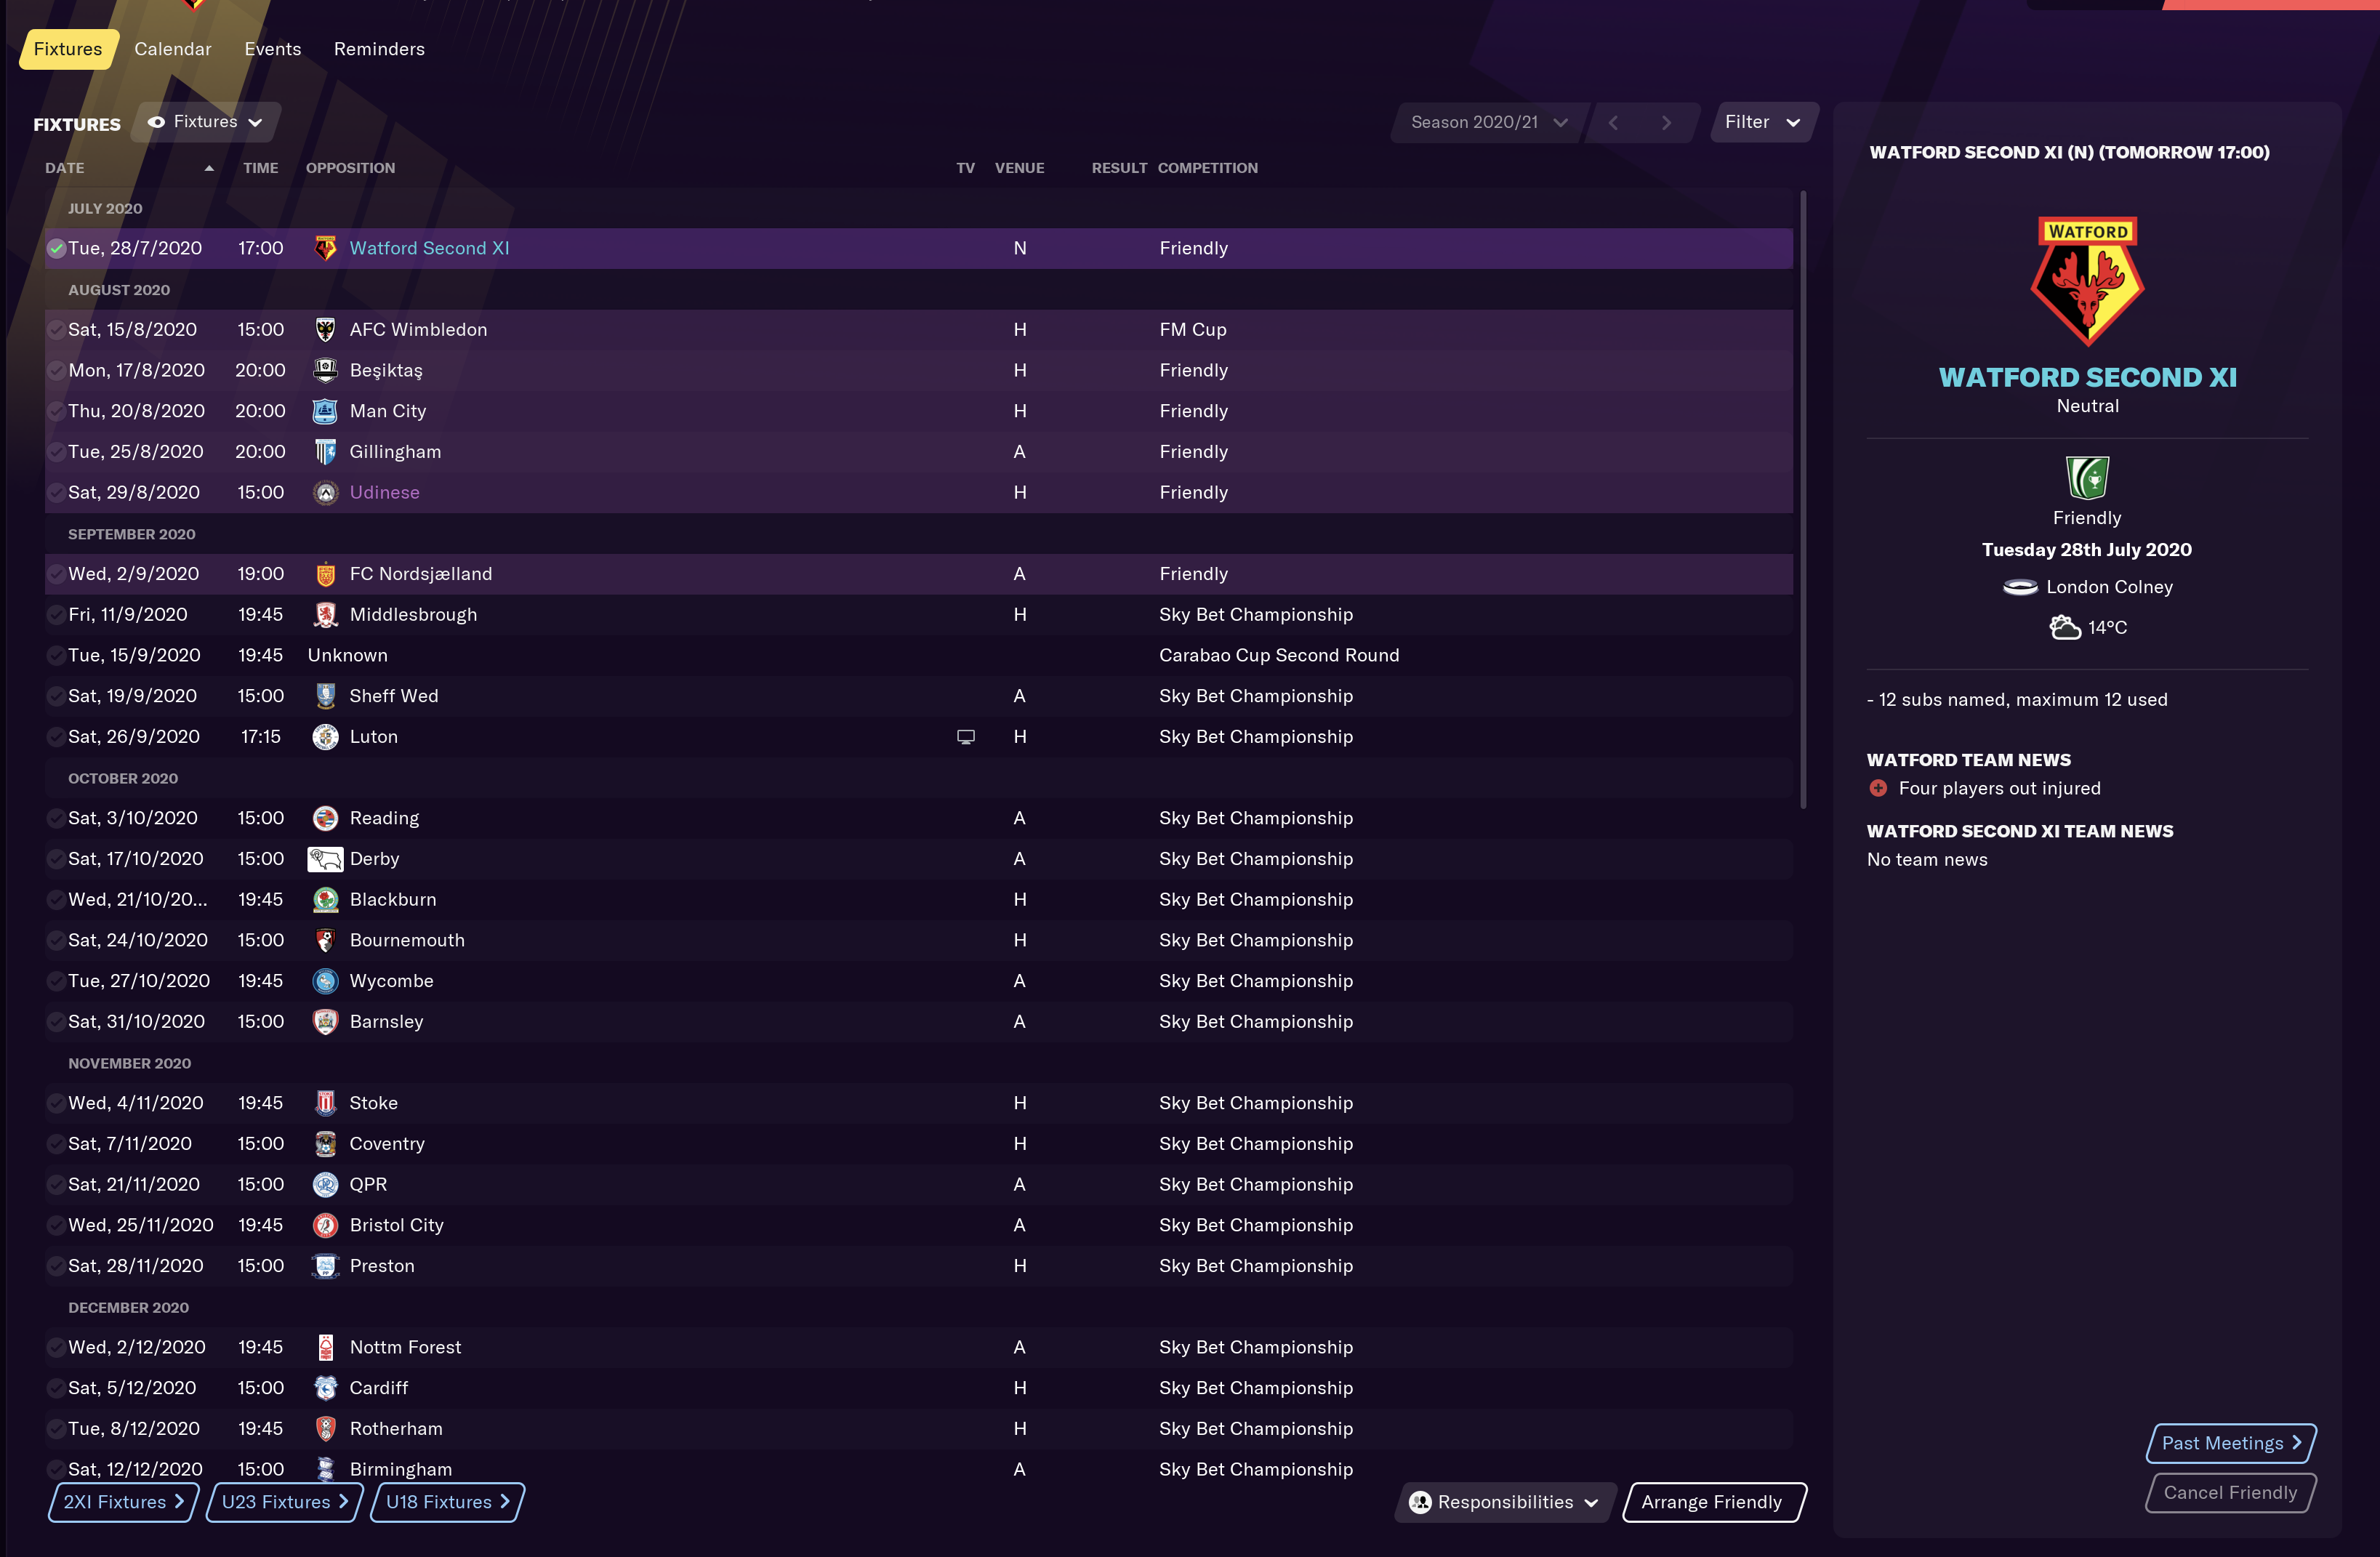 Fixtures Calendar Events Reminders
FIXTURES Fixtures Season 2020/21 Filter
DATE TIME OPPOSITION TV VENUE RESULT COMPETITION
JULY 2020
Tue, 28/7/2020 17:00 Watford Second XI N Friendly
AUGUST 2020
Sat, 15/8/2020 15:00 AFC Wimbledon H FM Cup
Mon, 17/8/2020 20:00 Beşiktaş H Friendly
Thu, 20/8/2020 20:00 Man City H Friendly
Tue, 25/8/2020 20:00 Gillingham A Friendly
Sat, 29/8/2020 15:00 Udinese H Friendly
SEPTEMBER 2020
Wed, 2/9/2020 19:00 FC Nordsjælland A Friendly
Fri, 11/9/2020 19:45 Middlesbrough H Sky Bet Championship
Tue, 15/9/2020 19:45 Unknown Carabao Cup Second Round
Sat, 19/9/2020 15:00 Sheff Wed A Sky Bet Championship
Sat, 26/9/2020 17:15 Luton H Sky Bet Championship
OCTOBER 2020
Sat, 3/10/2020 15:00 Reading A Sky Bet Championship
Sat, 17/10/2020 15:00 Derby A Sky Bet Championship
Wed, 21/10/20... 19:45 Blackburn H Sky Bet Championship
Sat, 24/10/2020 15:00 Bournemouth H Sky Bet Championship
Tue, 27/10/2020 19:45 Wycombe A Sky Bet Championship
Sat, 31/10/2020 15:00 Barnsley A Sky Bet Championship
NOVEMBER 2020
Wed, 4/11/2020 19:45 Stoke H Sky Bet Championship
Sat, 7/11/2020 15:00 Coventry H Sky Bet Championship
Sat, 21/11/2020 15:00 QPR A Sky Bet Championship
Wed, 25/11/2020 19:45 Bristol City A Sky Bet Championship
Sat, 28/11/2020 15:00 Preston H Sky Bet Championship
DECEMBER 2020
Wed, 2/12/2020 19:45 Nottm Forest A Sky Bet Championship
Sat, 5/12/2020 15:00 Cardiff H Sky Bet Championship
Tue, 8/12/2020 19:45 Rotherham H Sky Bet Championship
Sat, 12/12/2020 15:00 Birmingham A Sky Bet Championship
2XI Fixtures U23 Fixtures U18 Fixtures Responsibilities Arrange Friendly
WATFORD SECOND XI (N) (TOMORROW 17:00)
WATFORD
WATFORD SECOND XI
Neutral
Friendly
Tuesday 28th July 2020
London Colney
14°C
- 12 subs named, maximum 12 used
WATFORD TEAM NEWS
Four players out injured
WATFORD SECOND XI TEAM NEWS
No team news
Past Meetings
Cancel Friendly